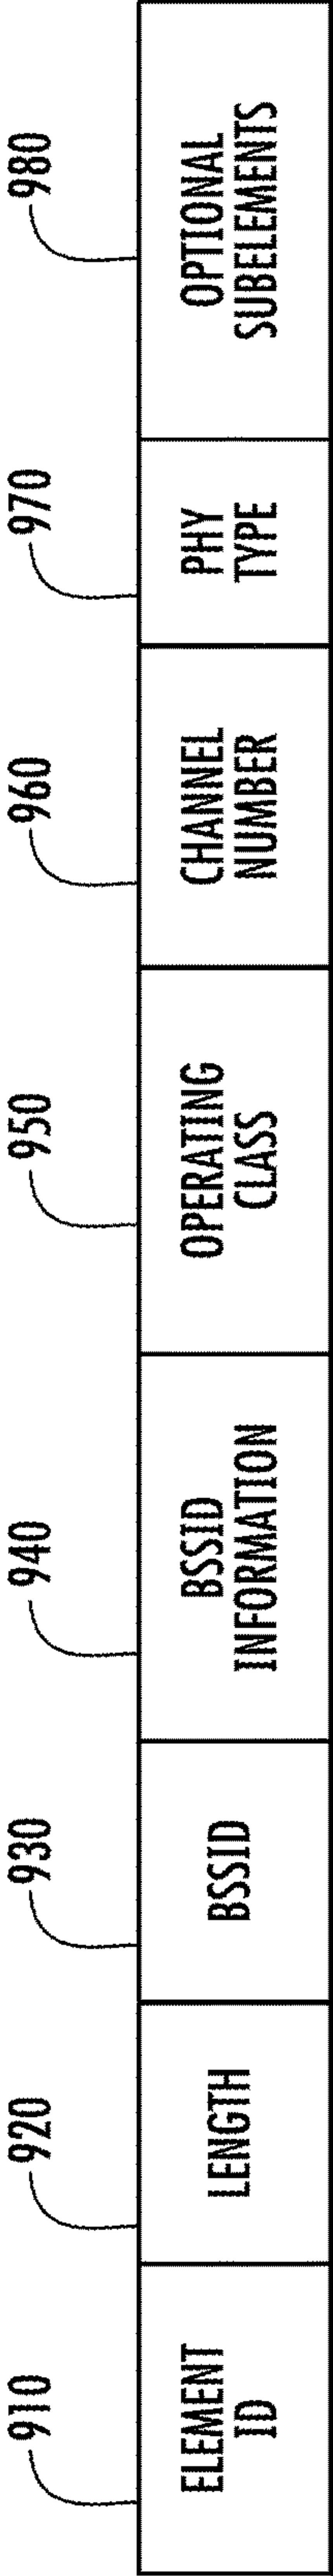 910
920
930
940
950
960
970
980
ELEMENT
ID
LENGTH
BSSID
BSSID
INFORMATION
OPERATING
CLASS
CHANNEL
NUMBER
PHY
TYPE
OPTIONAL
SUBELEMENTS